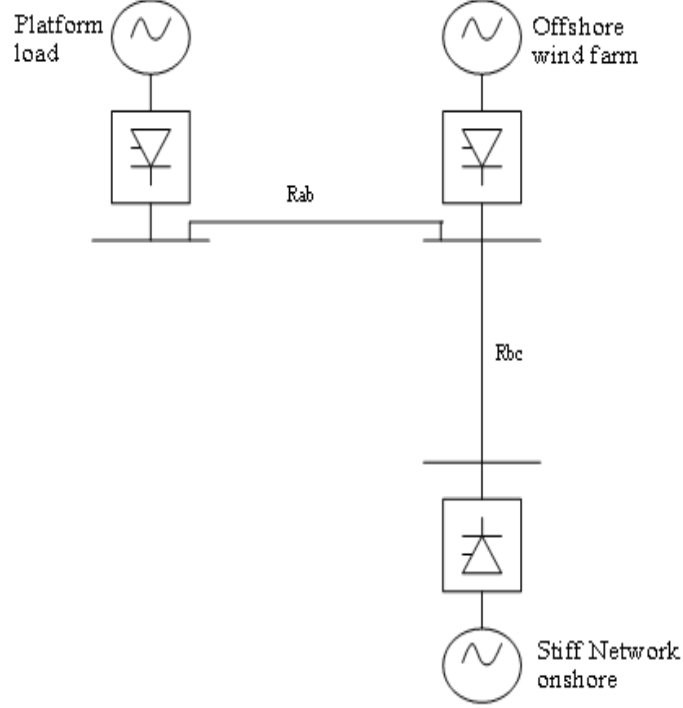 Platform
load
Offshore
wind farm
Rab
Rbc
Stiff Network
onshore